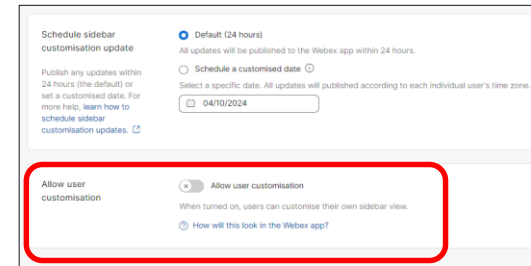 Schedule sidebar
customisation update
Publish any updates within
24 hours (the default) or
set a customised date. For
more help, learn how to
schedule sidebar
customisation updates.
Default (24 hours)
All updates will be published to the Webex app within 24 hours.
Schedule a customised date
Select a specific date. All updates will published according to each individual user's time zone.
04/10/2024
Allow user
customisation
Allow user customisation
When turned on, users can customise their own sidebar view.
How will this look in the Webex app?